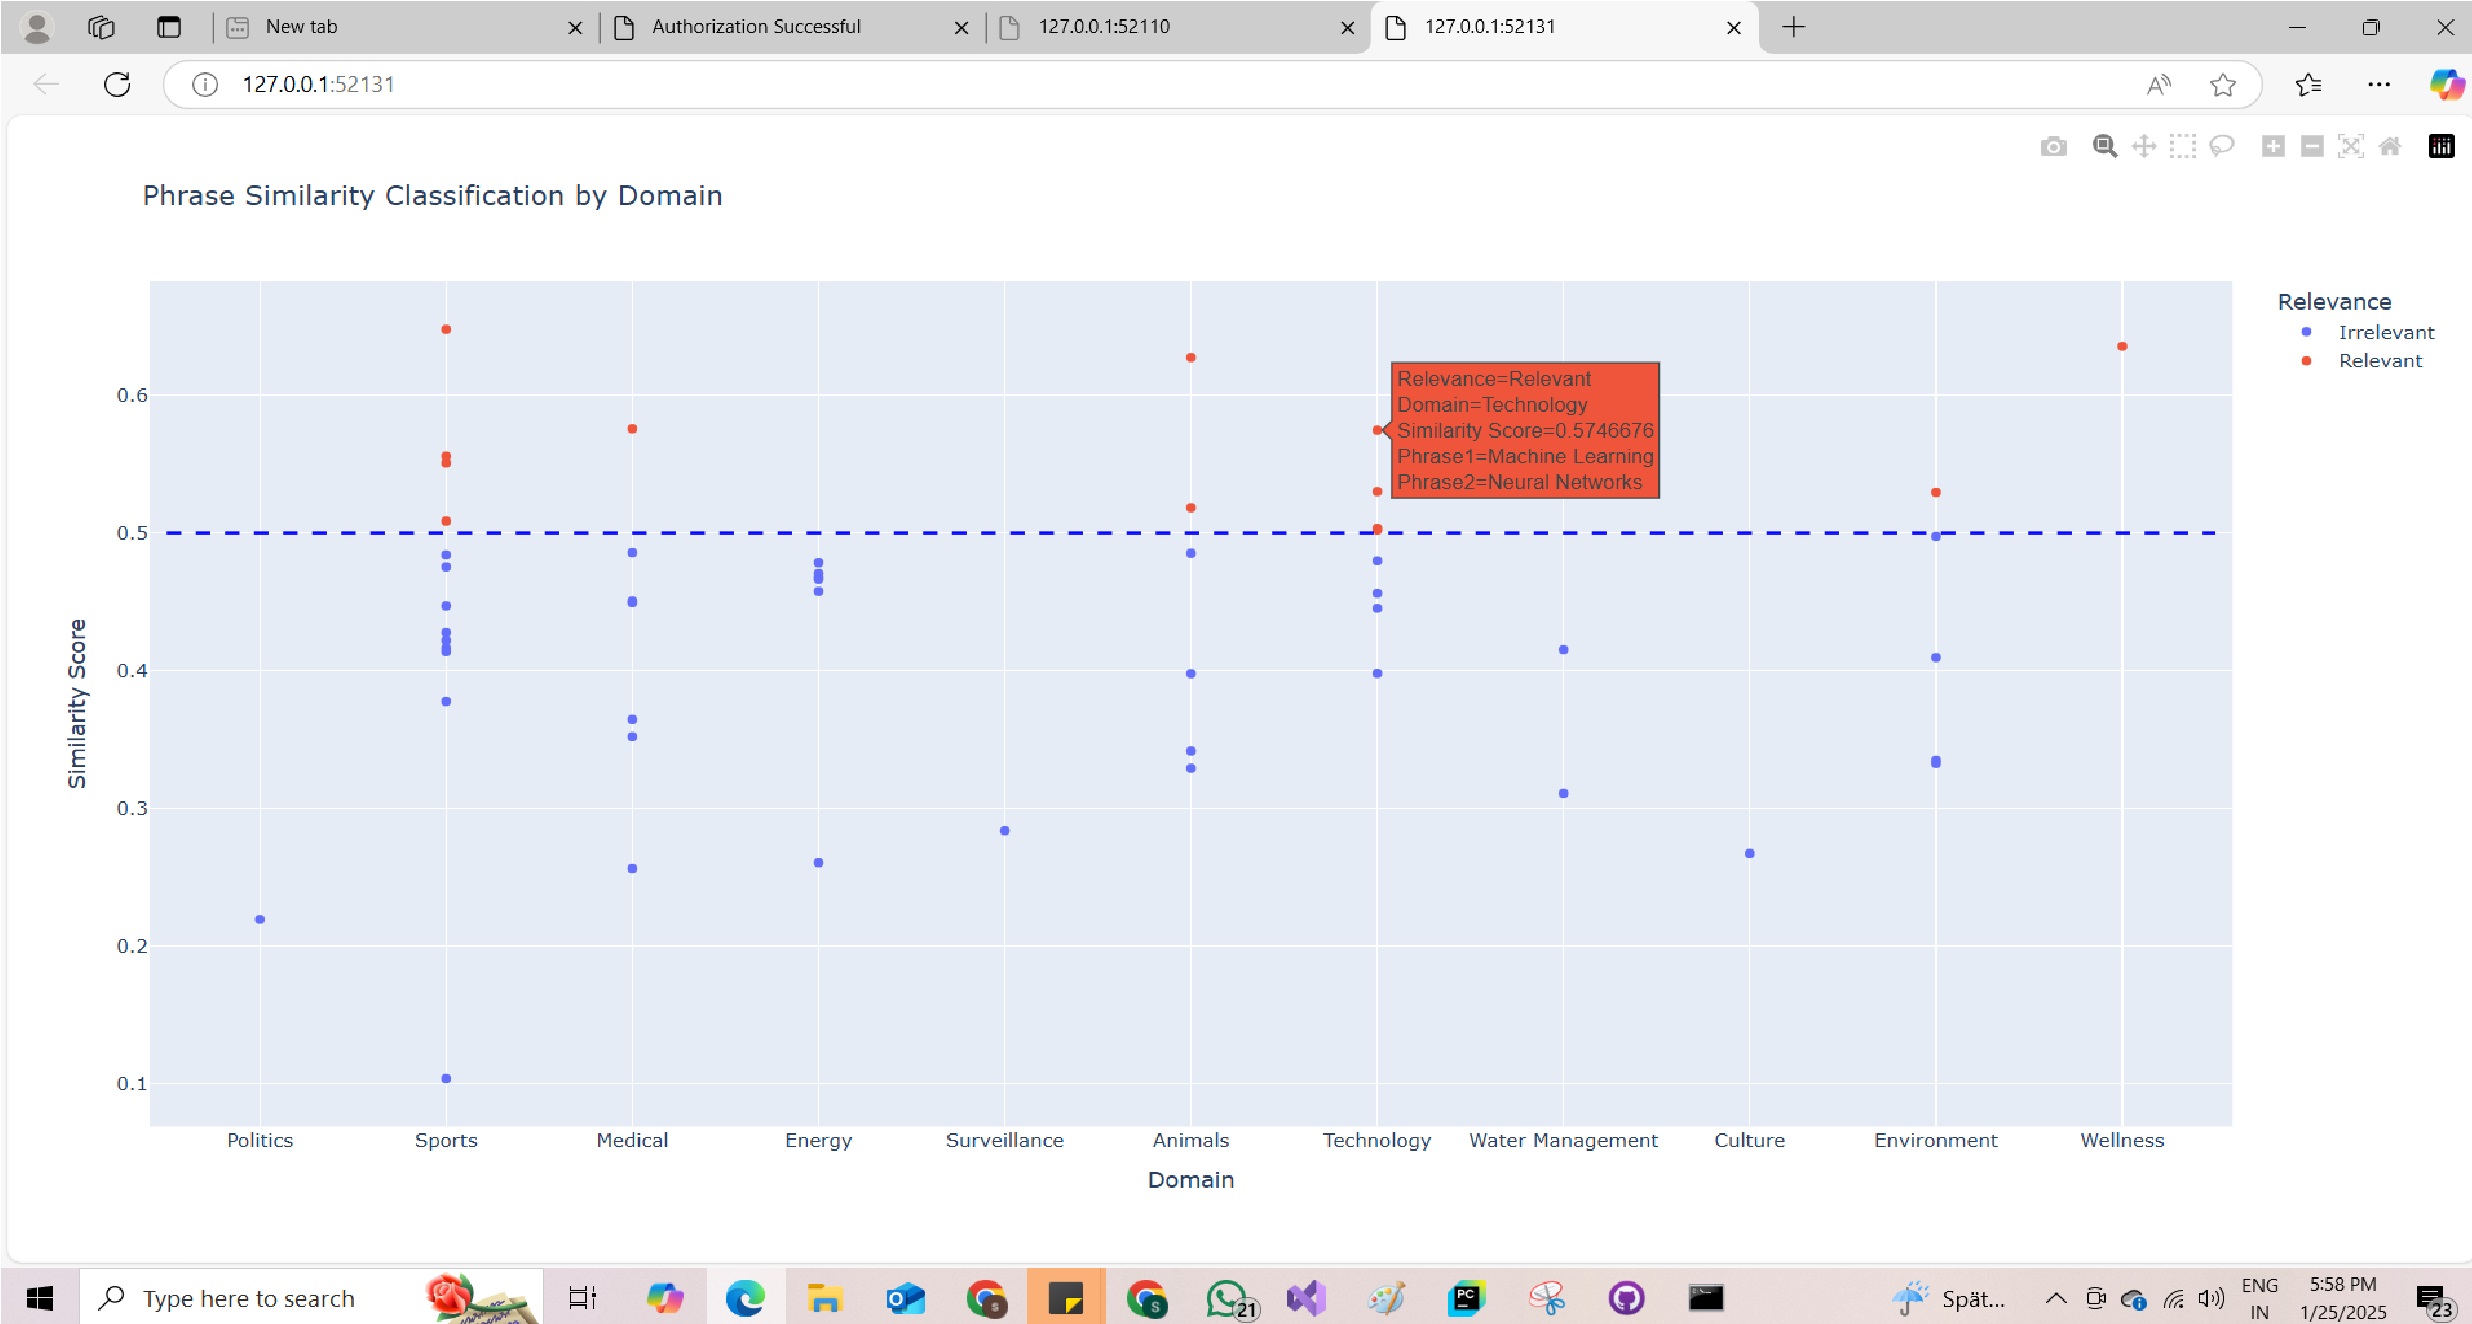 New tab
Authorization Successful
127.0.0.1:52110
127.0.0.1:52131
127.0.0.1:52131
Phrase Similarity Classification by Domain
Relevance
Irrelevant
Relevant
Relevance=Relevant
Domain=Technology
Similarity Score=0.5746676
Phrase1=Machine Learning
Phrase2=Neural Networks
Similarity Score
0.6
0.5
0.4
0.3
0.2
0.1
Politics Sports Medical Energy Surveillance Animals Technology Water Management Culture Environment Wellness
Domain
Type here to search
PC
S
S
21
Spät...
ENG
IN
5:58 PM
1/25/2025
23